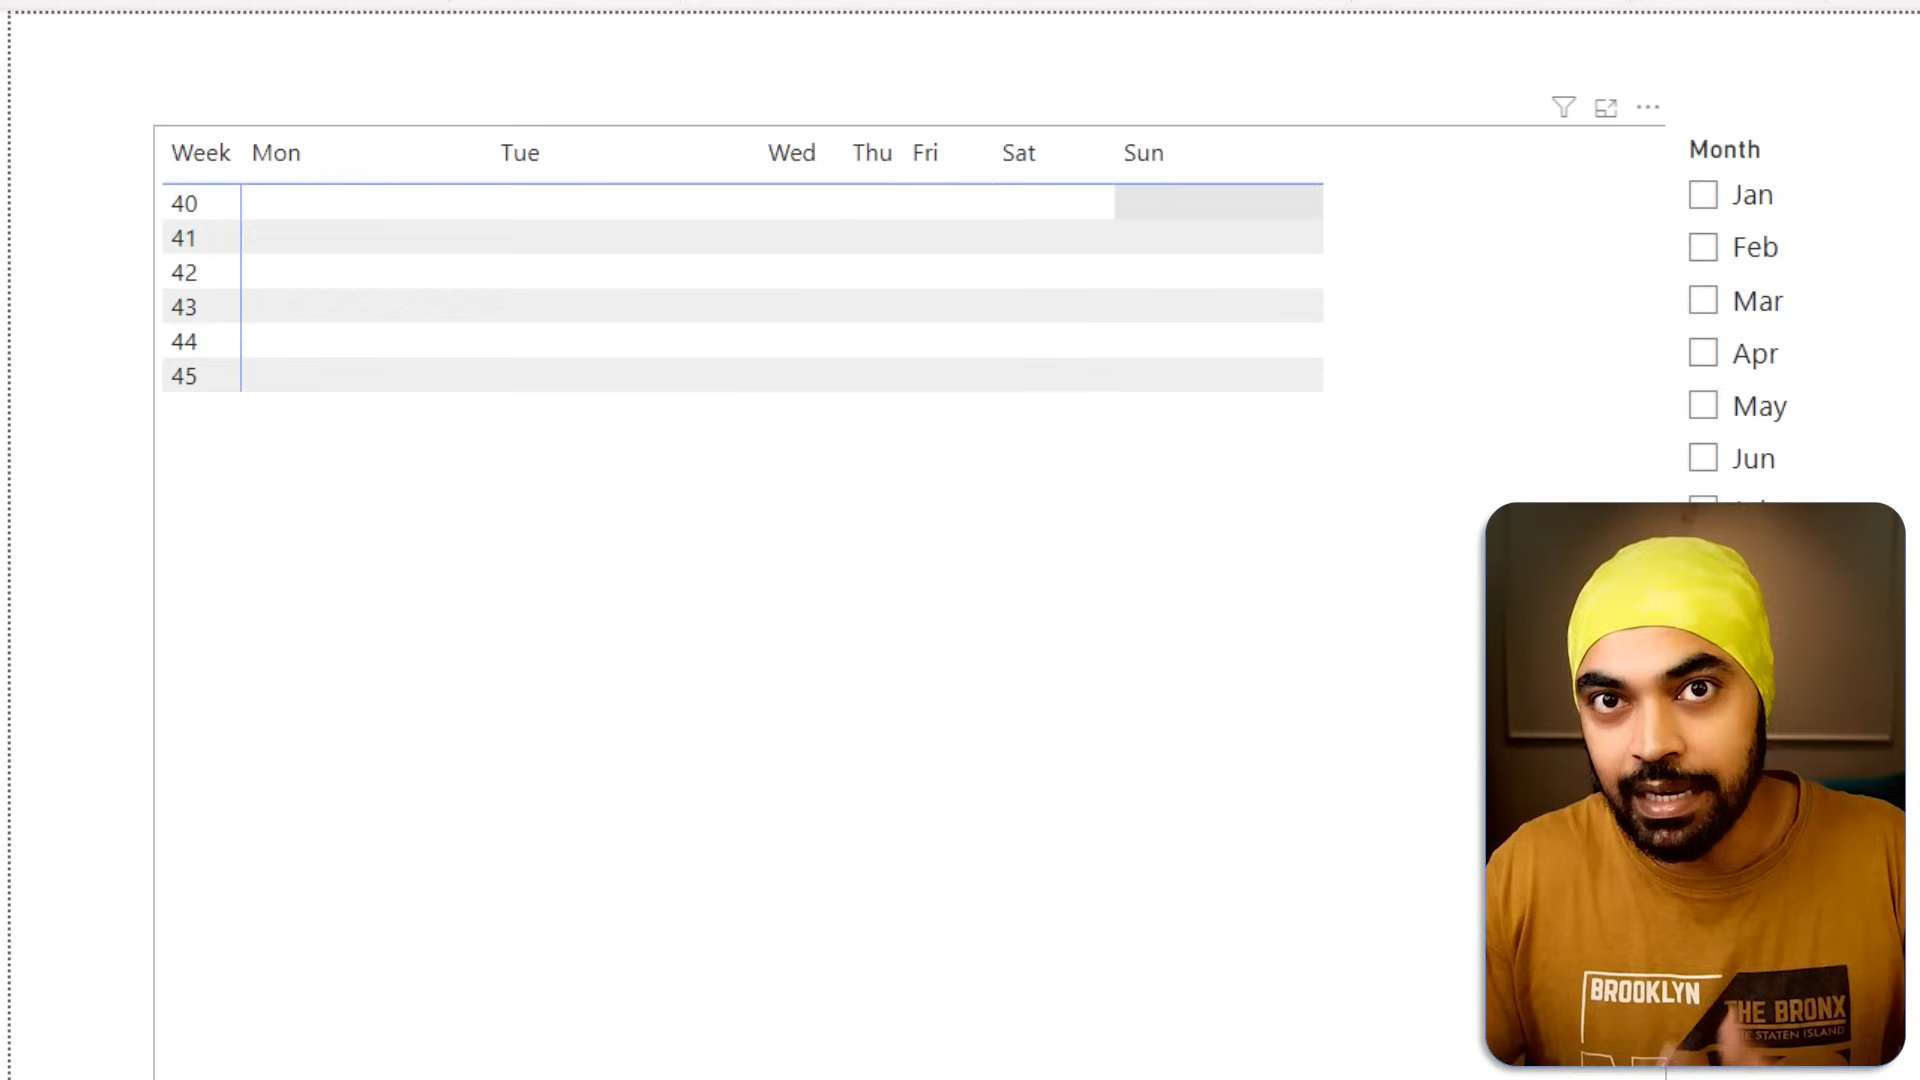 Week Mon Tue Wed Thu Fri Sat Sun
40
41
42
43
44
45
Month
Jan
Feb
Mar
Apr
May
Jun
BROOKLYN
THE BRONX
STATEN ISLAND